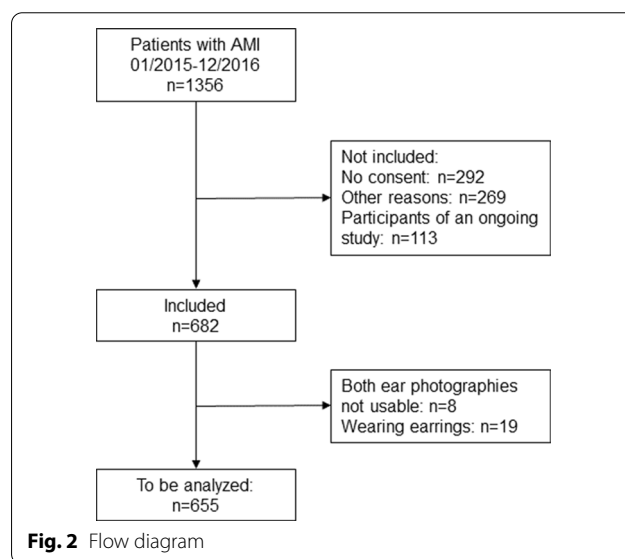 Patients with AMI
01/2015-12/2016
n=1356
Not included:
No consent: n=292
Other reasons: n=269
Participants of an ongoing
study: n=113
Included
n=682
Both ear photographies
not usable: n=8
Wearing earrings: n=19
To be analyzed:
n=655
Fig. 2 Flow diagram